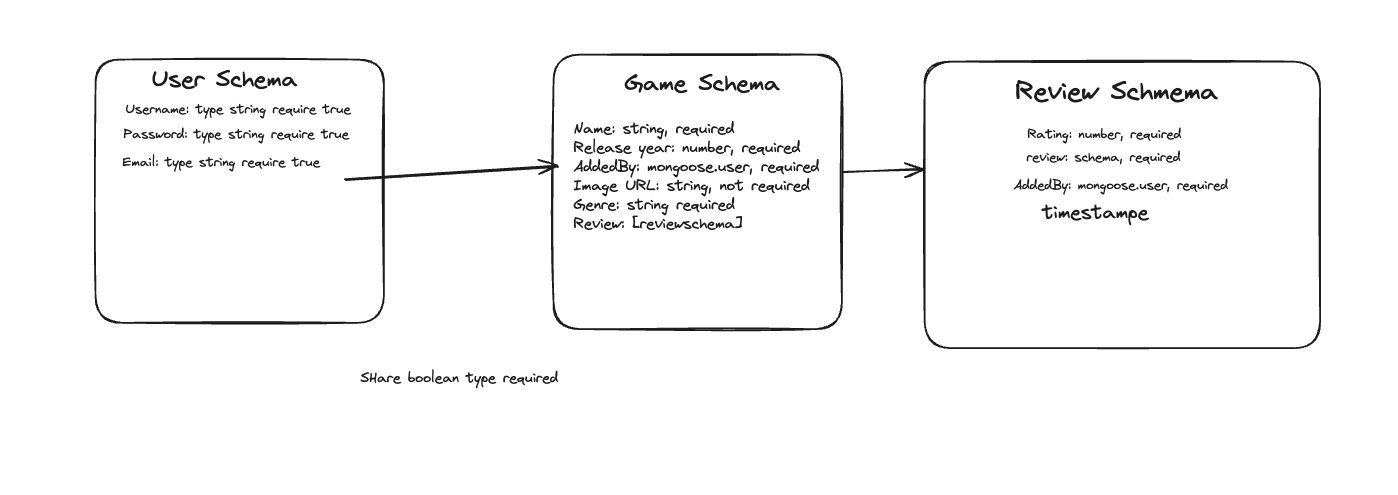 User Schema
Username: type string require true
Password: type string require true
Email: type string require true
Game Schema
Name: string, required
Release year: number, required
AddedBy: mongoose.user, required
Image URL: string, not required
Genre: string required
Review: [reviewschema]
Review Schmema
Rating: number, required
review: schema, required
AddedBy: mongoose.user, required
timestampe
SHare boolean type required